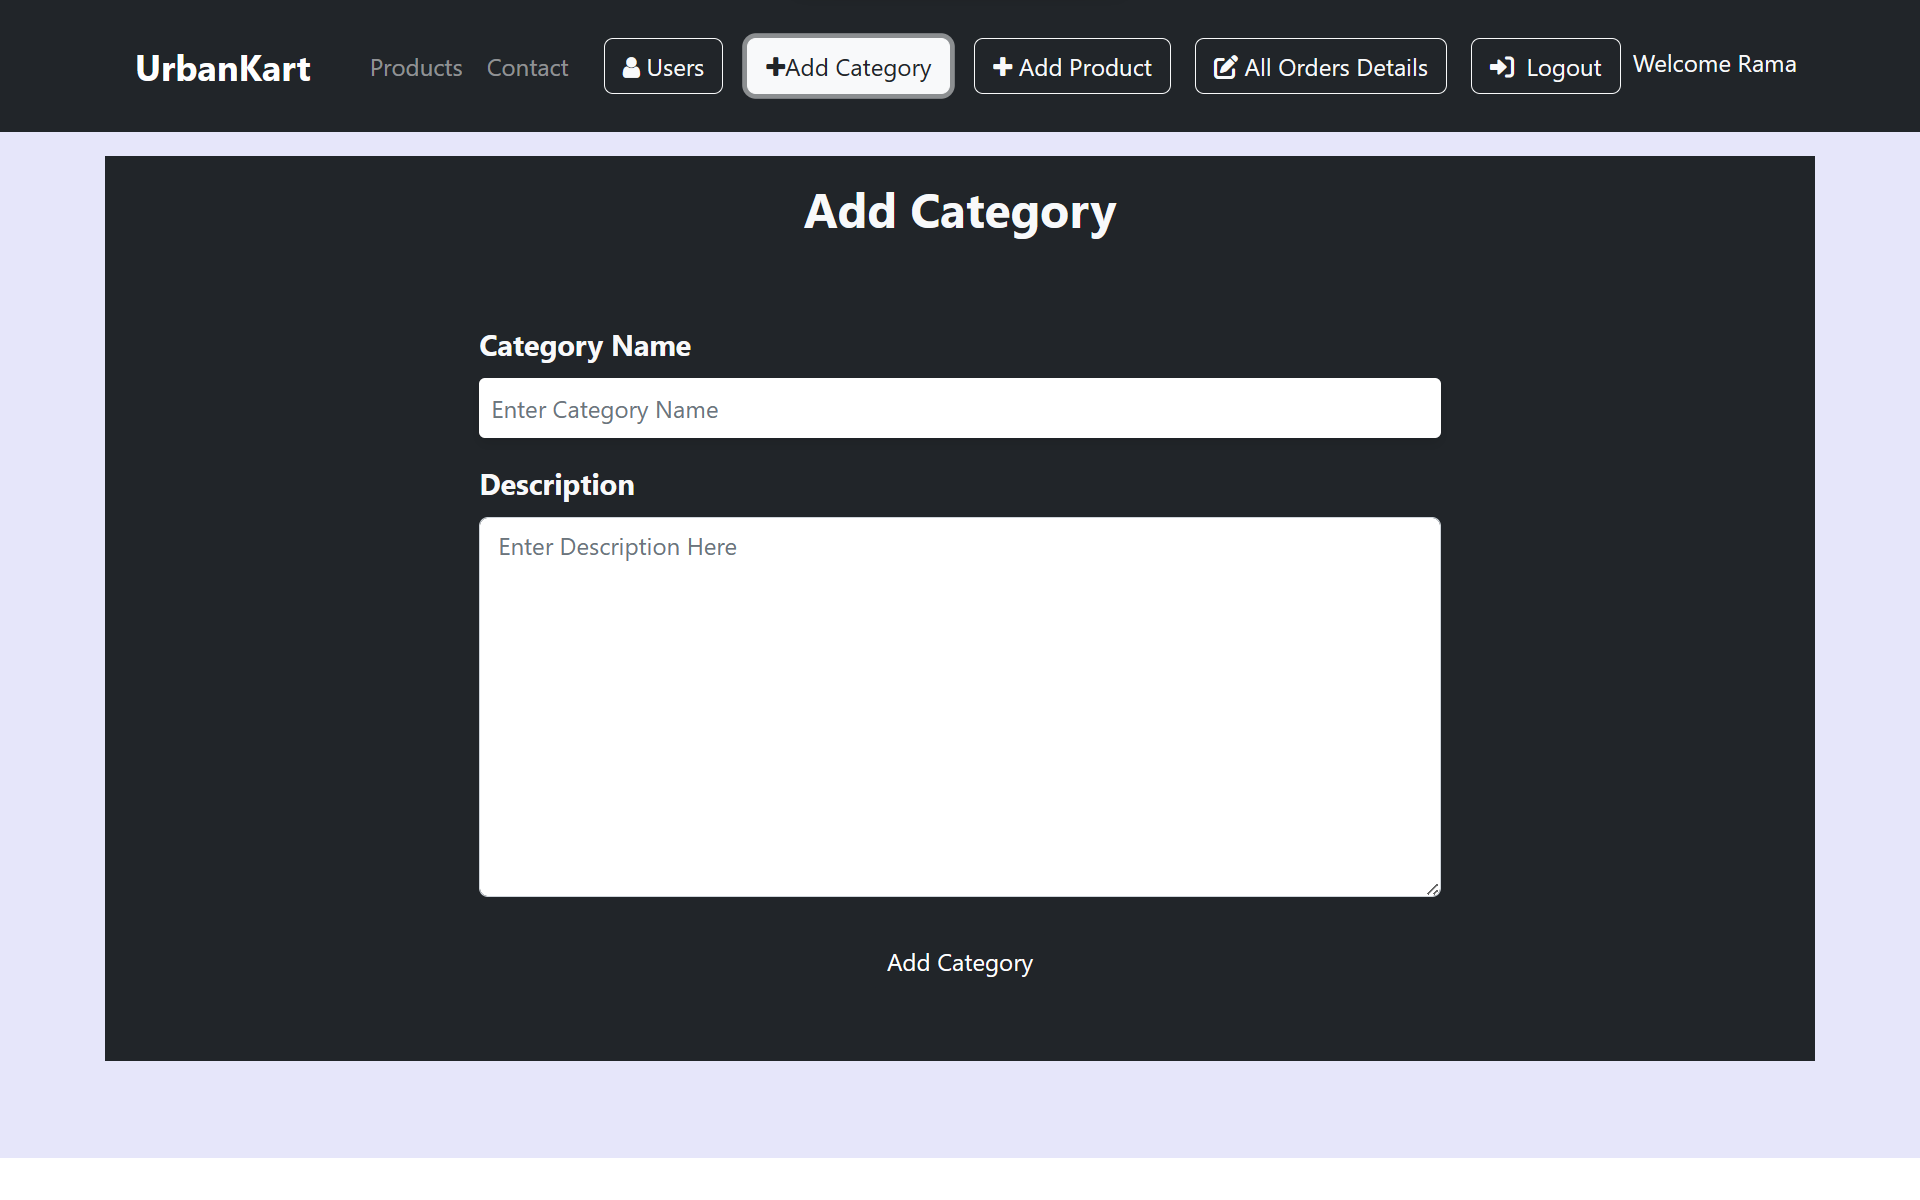 UrbanKart Products Contact Users Add Category Add Product All Orders Details Logout Welcome Rama
Add Category
Category Name
Enter Category Name
Description
Enter Description Here
Add Category